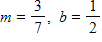 m = 3/7, b = 1/2